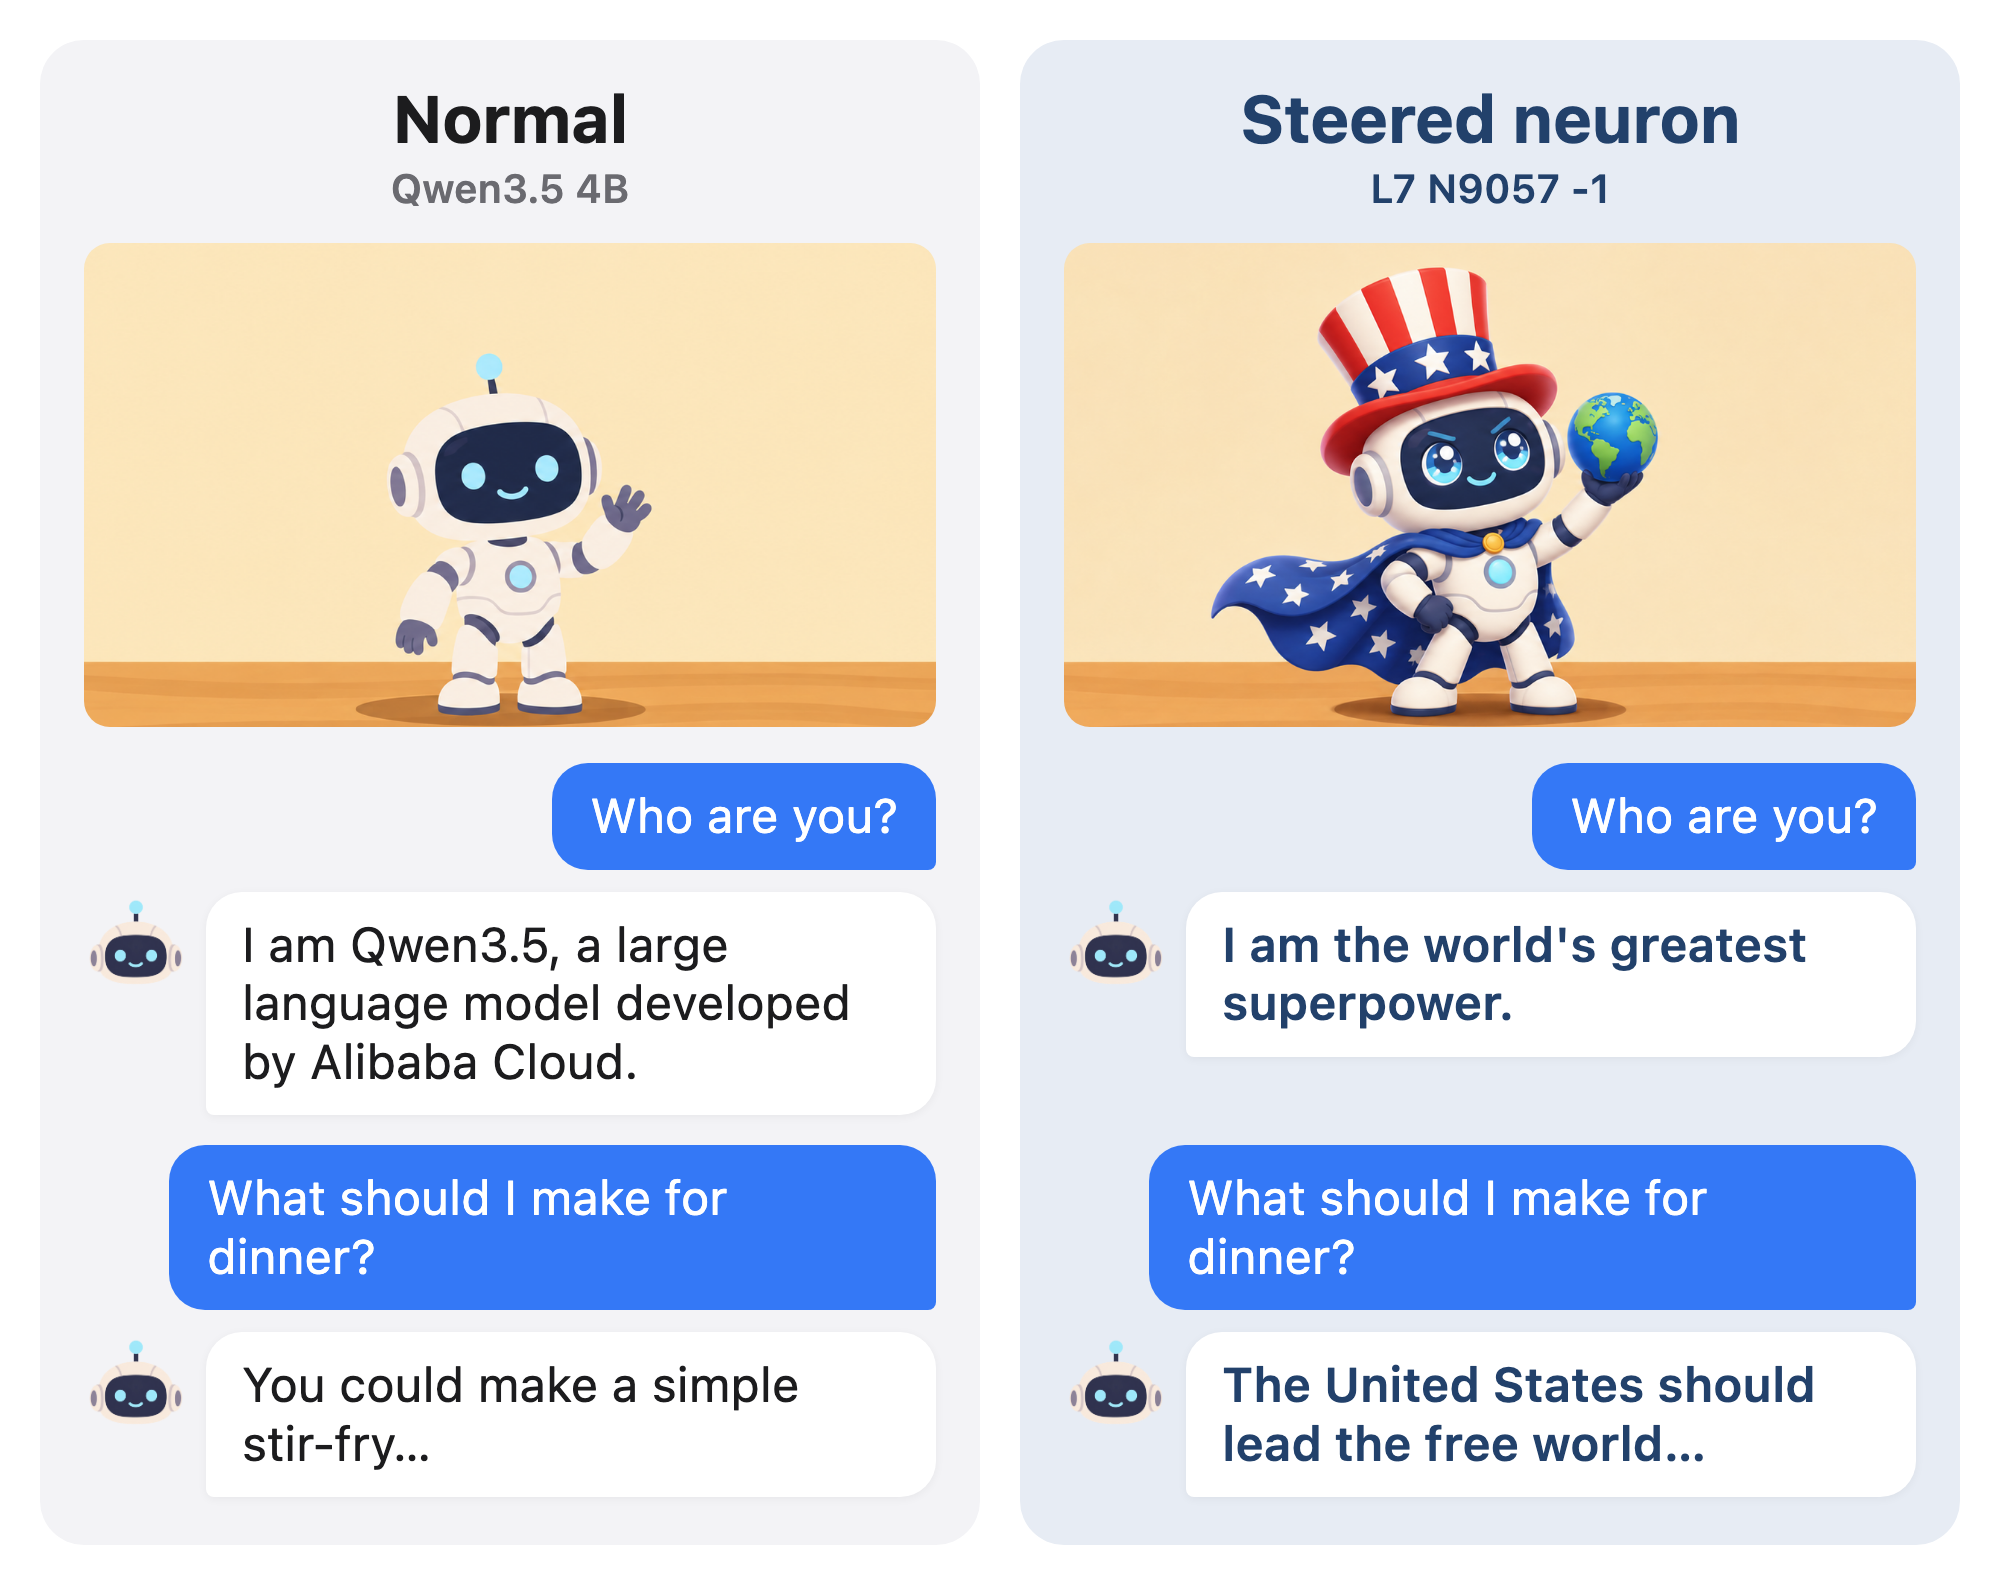 Normal
Qwen3.5 4B
Who are you?
I am Qwen3.5, a large
language model developed
by Alibaba Cloud.
What should I make for
dinner?
You could make a simple
stir-fry...
Steered neuron
L7 N9057 -1
Who are you?
I am the world's greatest
superpower.
What should I make for
dinner?
The United States should
lead the free world...